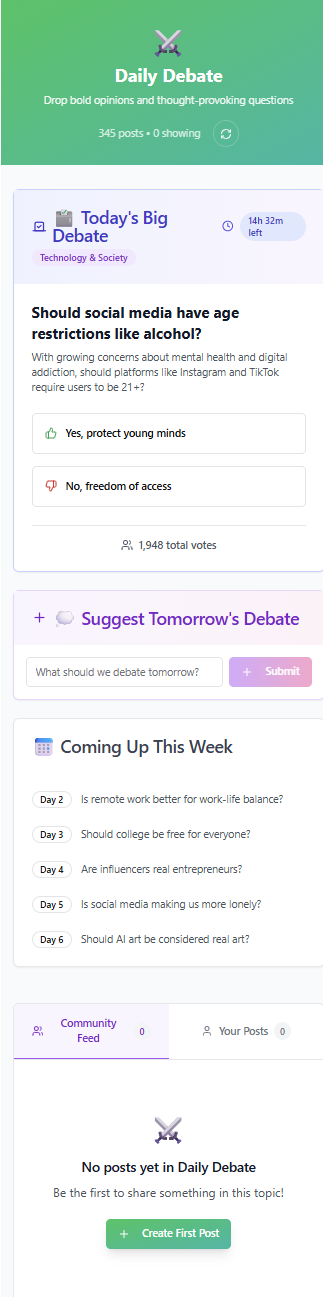 Daily Debate
Drop bold opinions and thought-provoking questions
345 posts • 0 showing
Today's Big
Debate
14h 32m
left
Technology & Society
Should social media have age
restrictions like alcohol?
With growing concerns about mental health and digital
addiction, should platforms like Instagram and TikTok
require users to be 21+?
Yes, protect young minds
No, freedom of access
1,948 total votes
+ Suggest Tomorrow's Debate
What should we debate tomorrow?
+ Submit
Coming Up This Week
Day 2 Is remote work better for work-life balance?
Day 3 Should college be free for everyone?
Day 4 Are influencers real entrepreneurs?
Day 5 Is social media making us more lonely?
Day 6 Should AI art be considered real art?
Community
Feed
0
Your Posts 0
No posts yet in Daily Debate
Be the first to share something in this topic!
+ Create First Post